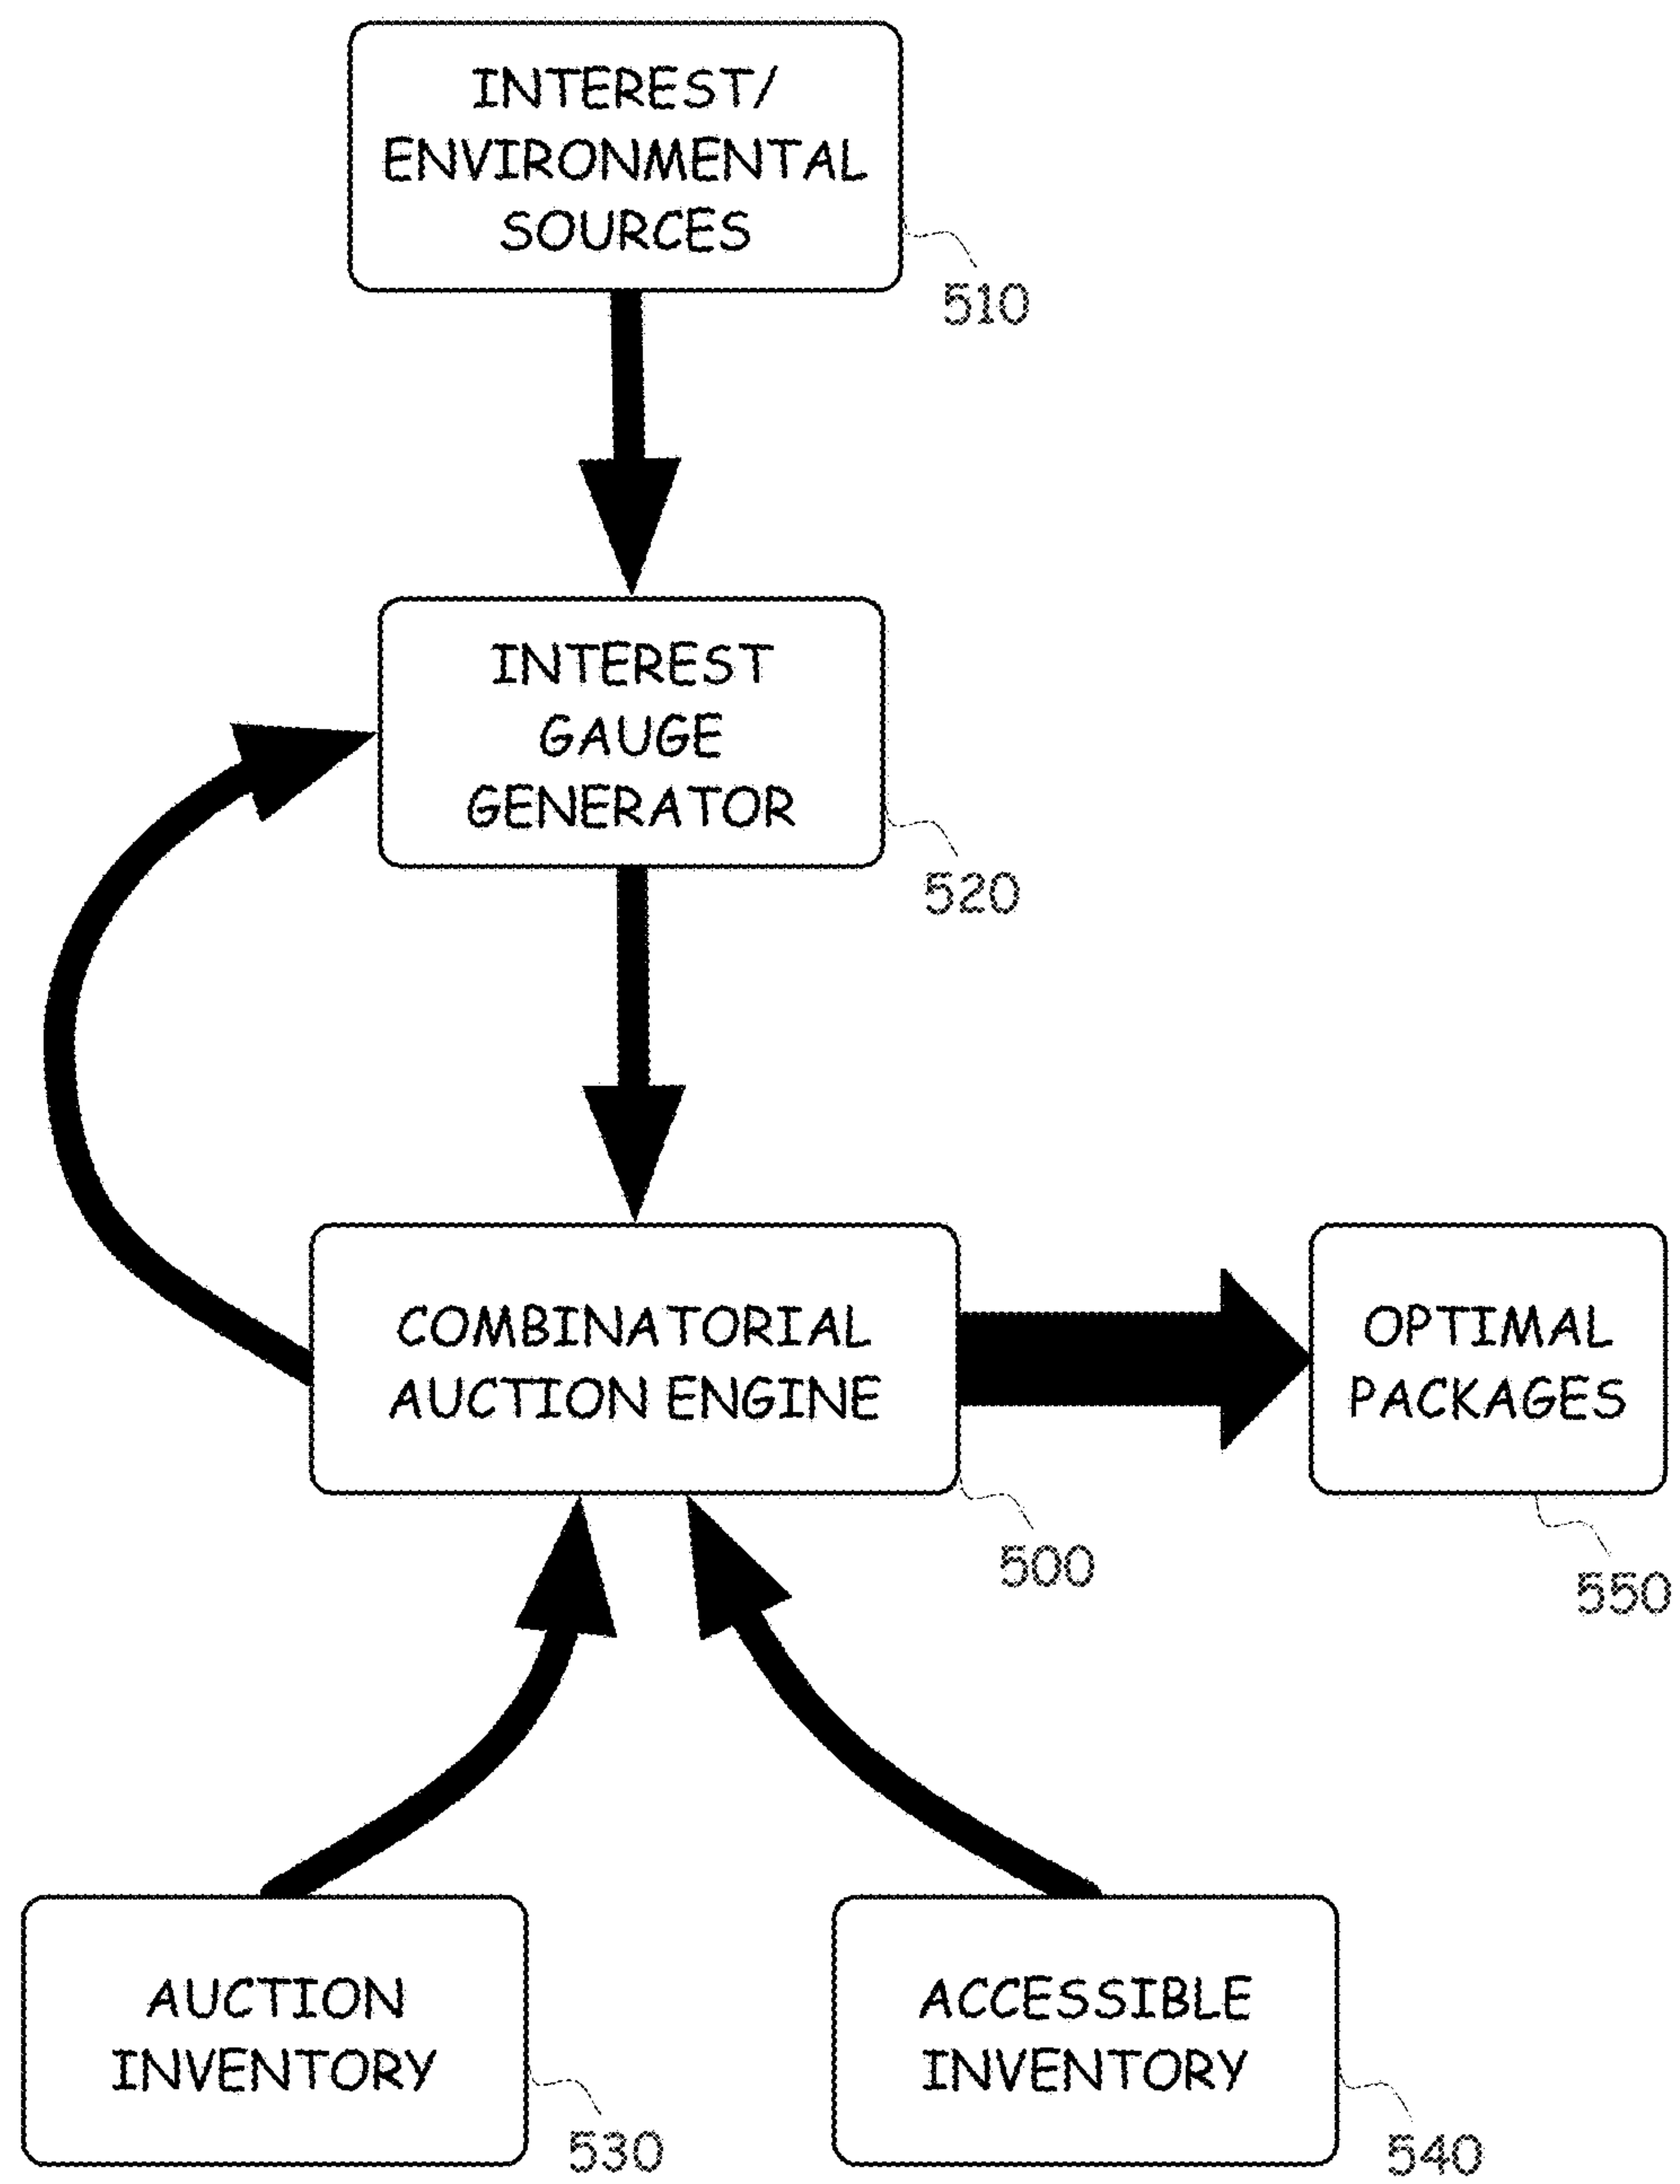 INTEREST/
ENVIRONMENTAL
SOURCES
510
INTEREST
GAUGE
GENERATOR
520
COMBINATORIAL
AUCTION ENGINE
500
OPTIMAL
PACKAGES
550
AUCTION
INVENTORY
530
ACCESSIBLE
INVENTORY
540